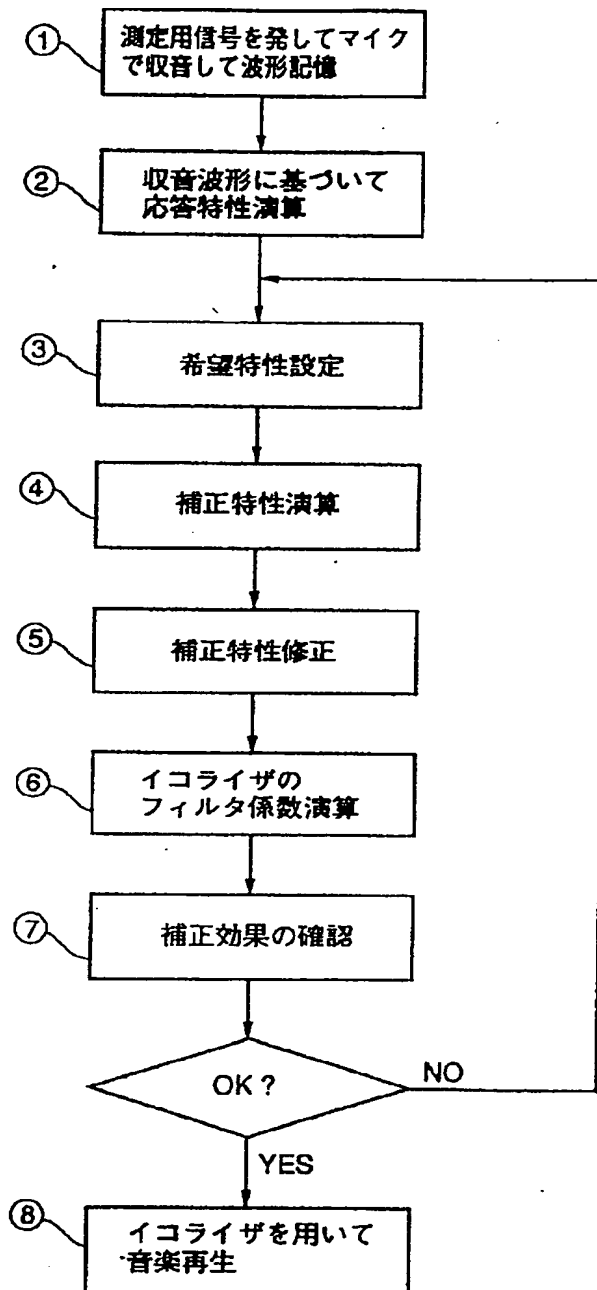 ①
測定用信号を発してマイク
で収音して波形記憶
②
収音波形に基づいて
応答特性演算
③
希望特性設定
④
補正特性演算
⑤
補正特性修正
⑥
イコライザの
フィルタ係数演算
⑦
補正効果の確認
OK?
NO
YES
⑧
イコライザを用いて
音楽再生